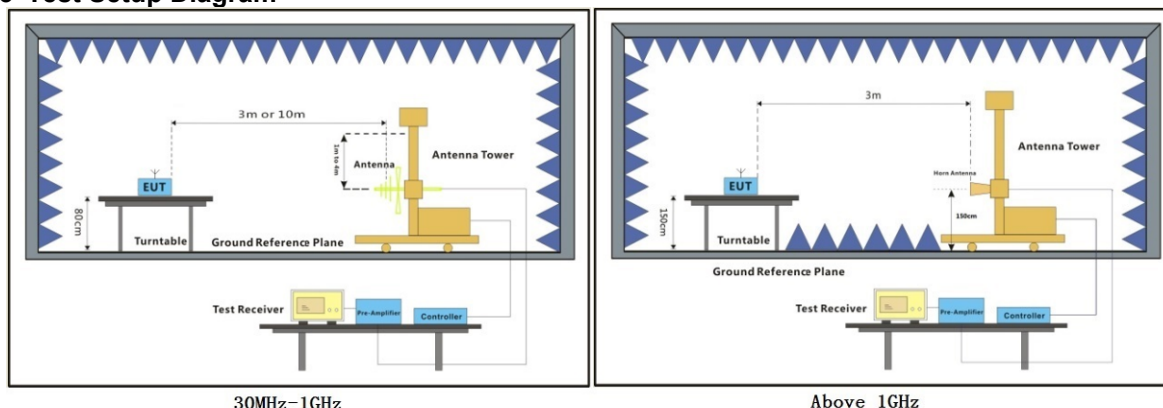 Test Setup Diagram
3m or 10m
1m to 4m
Antenna
Antenna Tower
EUT
80cm
Turntable
Ground Reference Plane
Test Receiver
Pre-Amplifier
Controller
30MHz-1GHz
3m
Antenna Tower
Horn Antenna
EUT
150cm
150cm
Turntable
Ground Reference Plane
Test Receiver
Pre-Amplifier
Controller
Above 1GHz